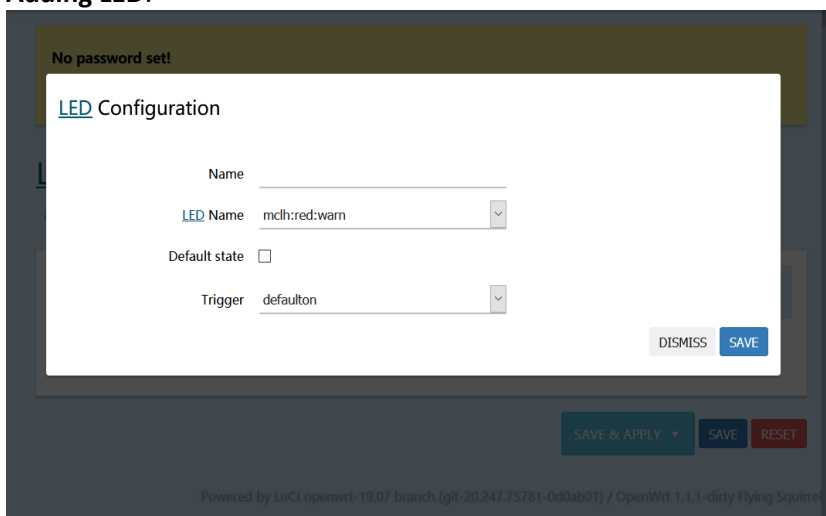 Adding LED:
No password set!
LED Configuration
Name
LED Name mclh:red:warn
Default state
Trigger defaulton
DISMISS SAVE
SAVE & APPLY SAVE RESET
Powered by LuCI openwrt-19.07 branch (git-20.247.75781-0d0ab01) / OpenWrt 1.1.1-dirty Flying Squirrel